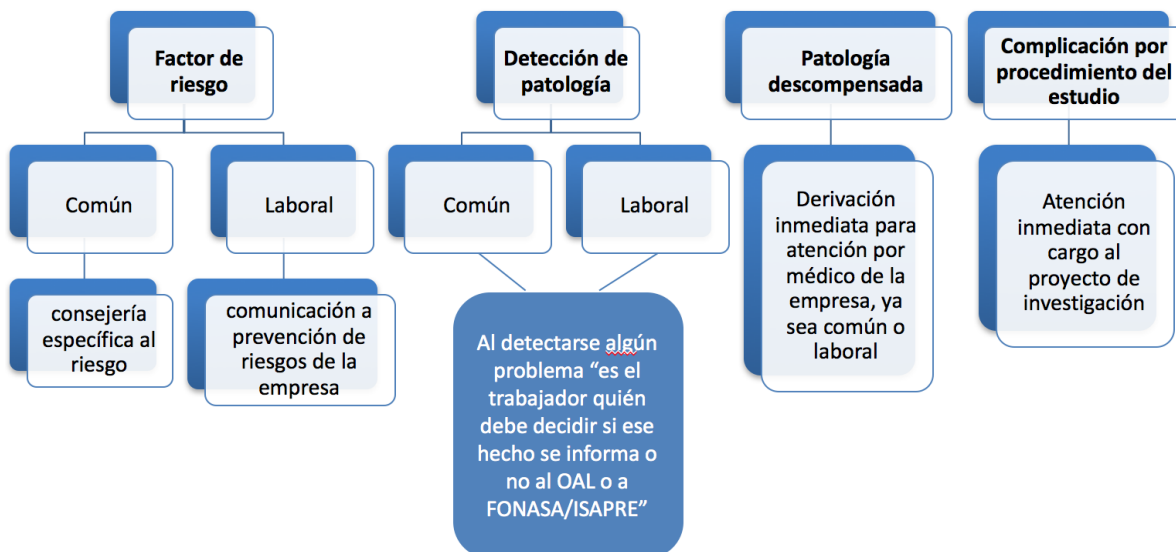 Factor de
riesgo
Común
consejería
específica al
riesgo
Laboral
comunicación a
prevención de
riesgos de la
empresa
Detección de
patología
Común
Laboral
Al detectarse algún
problema “es el
trabajador quién
debe decidir si ese
hecho se informa o
no al OAL o a
FONASA/ISAPRE”
Patología
descompensada
Derivación
inmediata para
atención por
médico de la
empresa, ya
sea común o
laboral
Complicación por
procedimiento del
estudio
Atención
inmediata con
cargo al
proyecto de
investigación